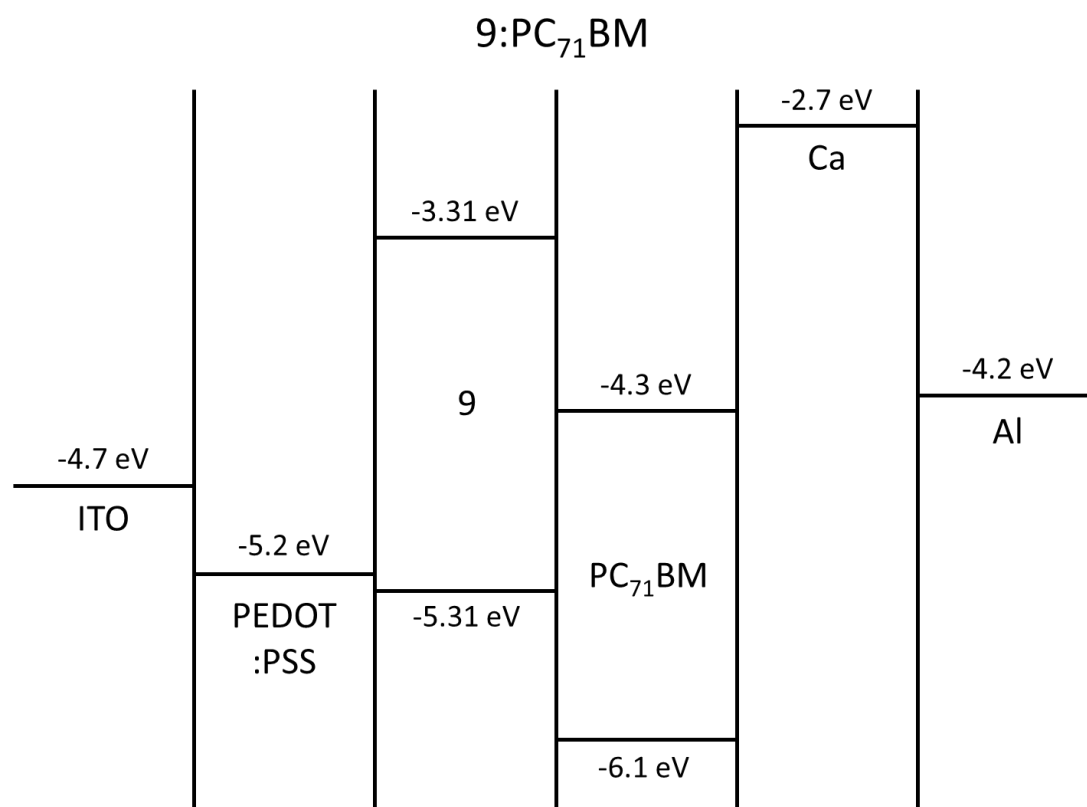 9:PC₇₁BM
-2.7 eV
Ca
-3.31 eV
-4.2 eV
-4.3 eV
9
Al
-4.7 eV
ITO
-5.2 eV
PC₇₁BM
PEDOT
:PSS
-5.31 eV
-6.1 eV